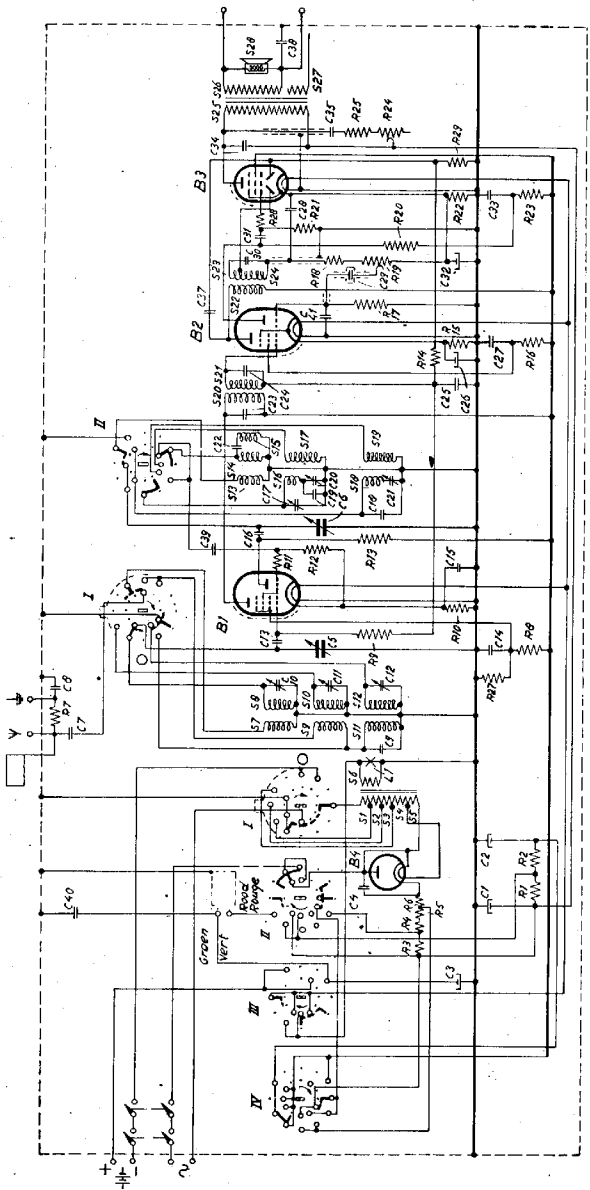 +
-
~
IV
III
II
I
I
II
Groen
Vert
Rood
Rouge
C40
C3
R3
R4
R6
R5
C4
B4
C1
C2
R1
R2
S1
S2
S3
S4
S5
S6
L1
C7
R7
C8
S7
S8
C10
S9
S10
C11
S11
S12
C12
C9
R27
C14
R8
C5
C13
R9
B1
R10
C15
R11
R12
C39
C16
R13
C6
S13
S14
C22
S15
C17
S16
S17
C19
C20
C18
S18
S19
C21
S20
S21
C23
C24
R14
C25
C26
R15
C27
R16
B2
C37
S22
S23
S24
C30
R17
R18
C29
R19
C31
R28
R20
R21
C28
C32
R22
C33
R23
B3
R29
C34
C35
R25
R24
S25
S26
S27
S28
C38